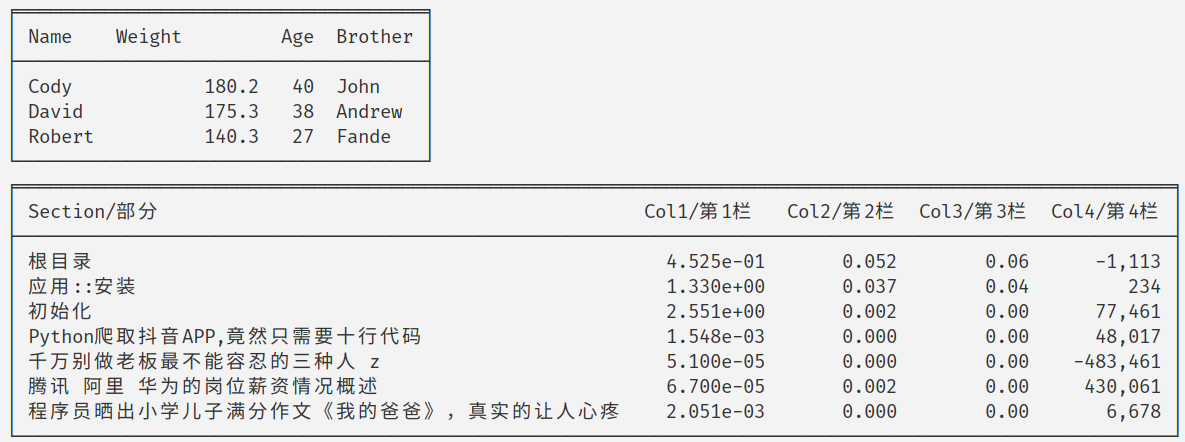 Name Weight Age Brother
Cody 180.2 40 John
David 175.3 38 Andrew
Robert 140.3 27 Fande
Section/部分 Col1/第1栏 Col2/第2栏 Col3/第3栏 Col4/第4栏
根目录 4.525e-01 0.052 0.06 -1,113
应用::安装 1.330e+00 0.037 0.04 234
初始化 2.551e+00 0.002 0.00 77,461
Python爬取抖音APP,竟然只需要十行代码 1.548e-03 0.000 0.00 48,017
千万别做老板最不能容忍的三种人 z 5.100e-05 0.000 0.00 -483,461
腾讯 阿里 华为的岗位薪资情况概述 6.700e-05 0.002 0.00 430,061
程序员晒出小学儿子满分作文《我的爸爸》，真实的让人心疼 2.051e-03 0.000 0.00 6,678